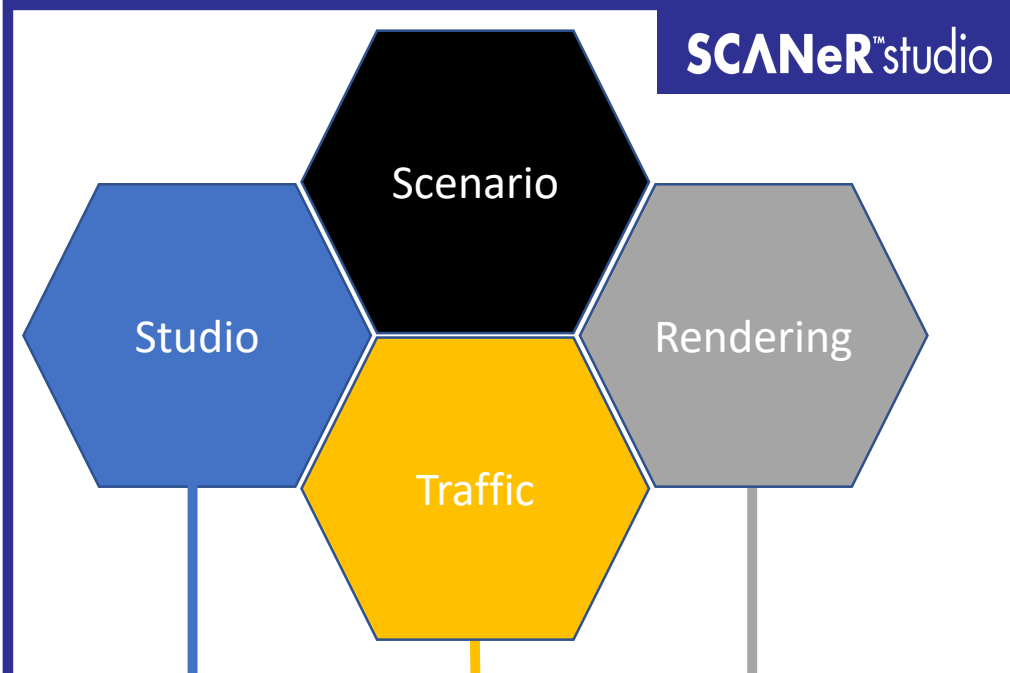 SCANeR™studio
Scenario
Studio
Rendering
Traffic